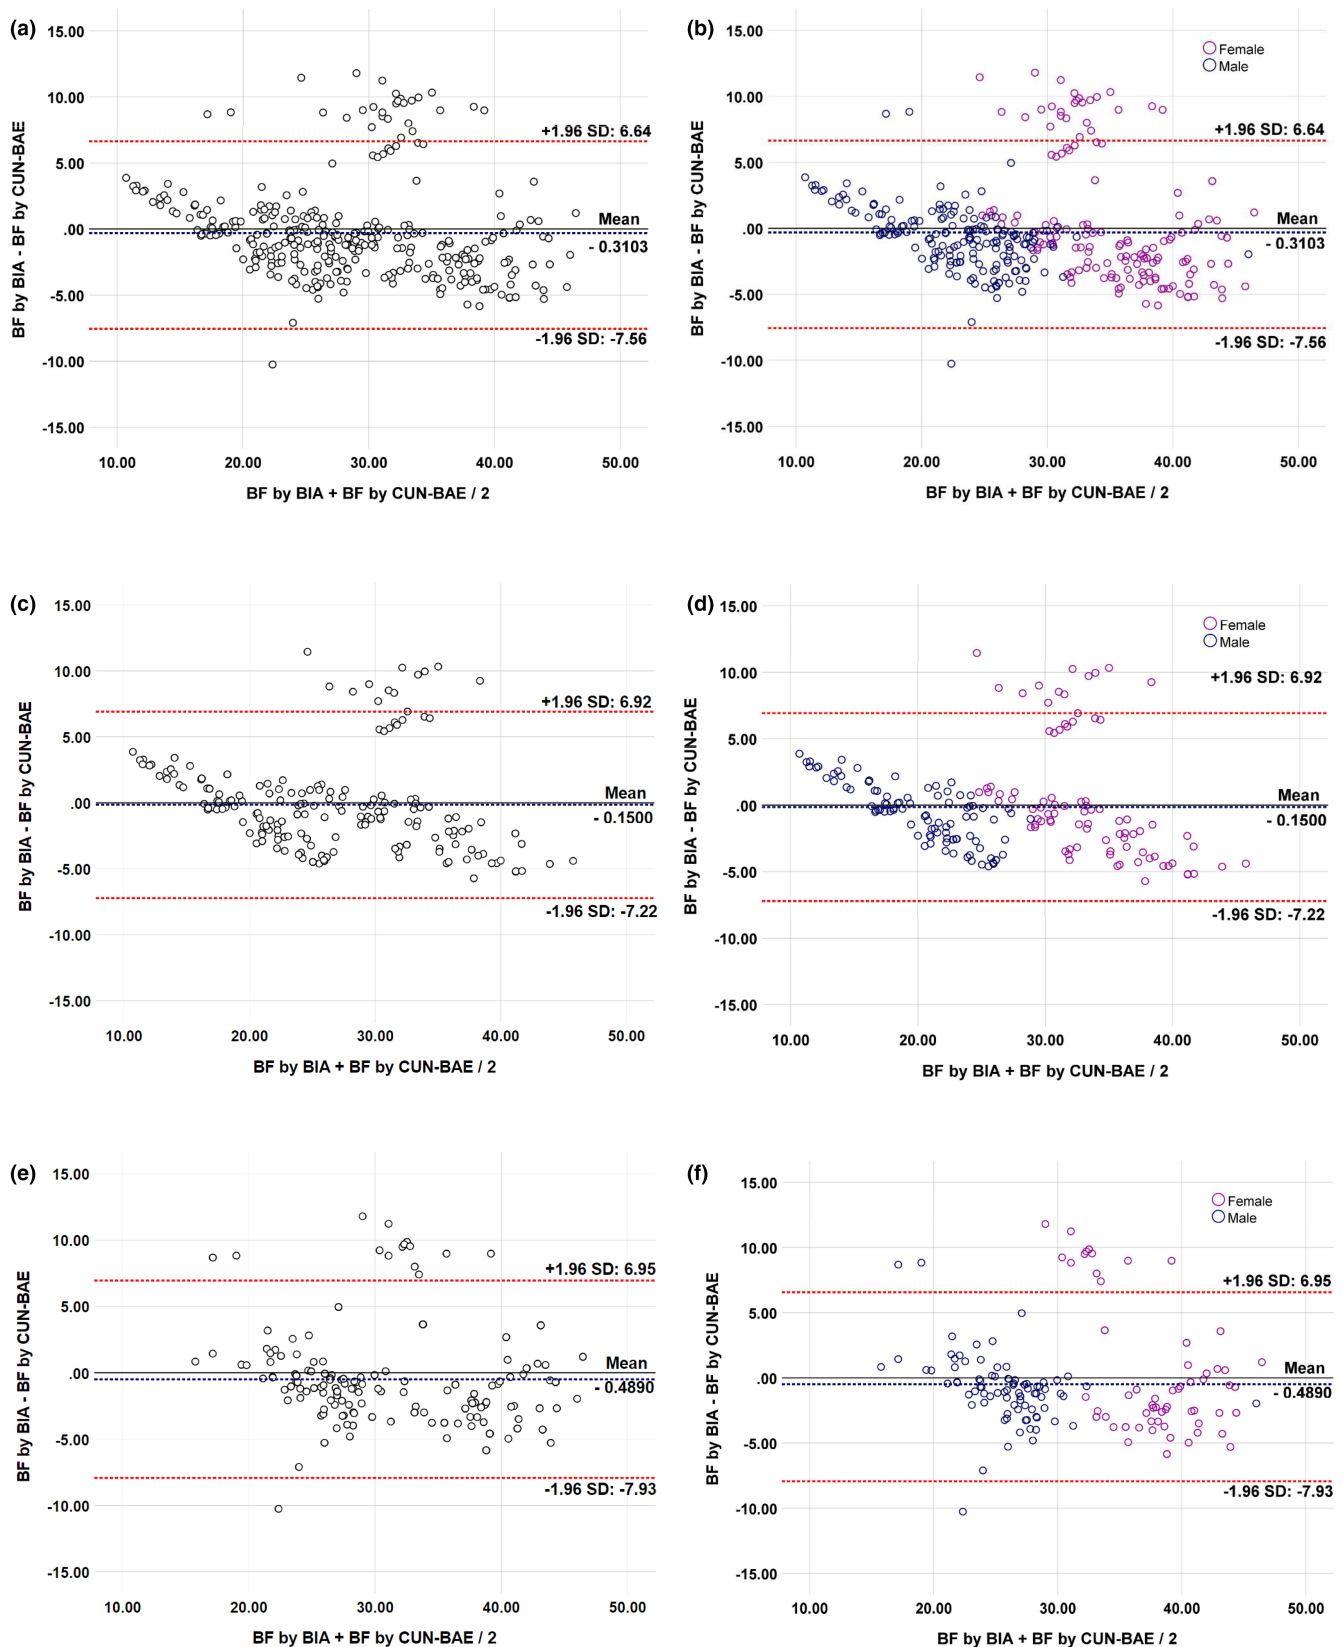 (a)
15.00
10.00
5.00
.00
-5.00
-10.00
-15.00
BF by BIA - BF by CUN-BAE
+1.96 SD: 6.64
Mean
- 0.3103
-1.96 SD: -7.56
10.00 20.00 30.00 40.00 50.00
BF by BIA + BF by CUN-BAE / 2
(b)
15.00
10.00
5.00
.00
-5.00
-10.00
-15.00
BF by BIA - BF by CUN-BAE
Female
Male
+1.96 SD: 6.64
Mean
- 0.3103
-1.96 SD: -7.56
10.00 20.00 30.00 40.00 50.00
BF by BIA + BF by CUN-BAE / 2
(c)
15.00
10.00
5.00
.00
-5.00
-10.00
-15.00
BF by BIA - BF by CUN-BAE
+1.96 SD: 6.92
Mean
- 0.1500
-1.96 SD: -7.22
10.00 20.00 30.00 40.00 50.00
BF by BIA + BF by CUN-BAE / 2
(d)
15.00
10.00
5.00
.00
-5.00
-10.00
-15.00
BF by BIA - BF by CUN-BAE
Female
Male
+1.96 SD: 6.92
Mean
- 0.1500
-1.96 SD: -7.22
10.00 20.00 30.00 40.00 50.00
BF by BIA + BF by CUN-BAE / 2
(e)
15.00
10.00
5.00
.00
-5.00
-10.00
-15.00
BF by BIA - BF by CUN-BAE
+1.96 SD: 6.95
Mean
- 0.4890
-1.96 SD: -7.93
10.00 20.00 30.00 40.00 50.00
BF by BIA + BF by CUN-BAE / 2
(f)
15.00
10.00
5.00
.00
-5.00
-10.00
-15.00
BF by BIA - BF by CUN-BAE
Female
Male
+1.96 SD: 6.95
Mean
- 0.4890
-1.96 SD: -7.93
10.00 20.00 30.00 40.00 50.00
BF by BIA + BF by CUN-BAE / 2